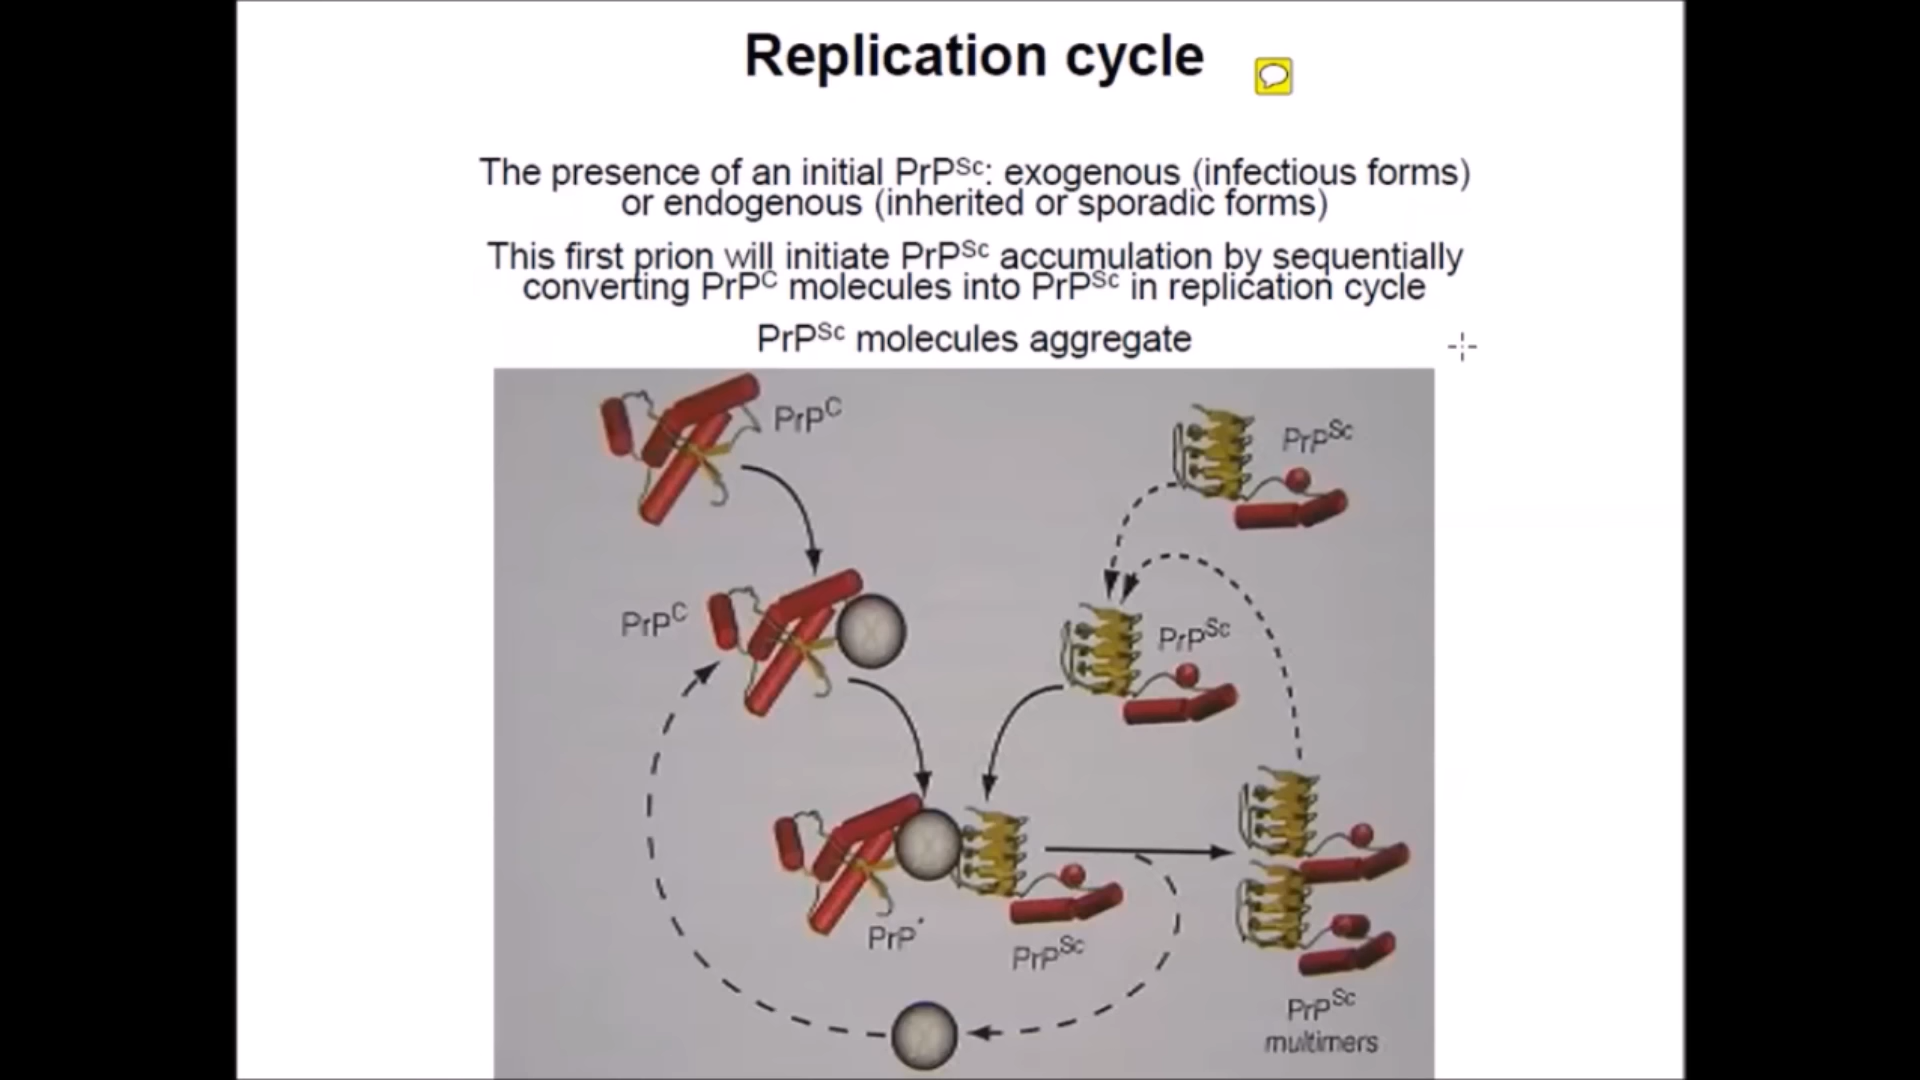 Replication cycle
The presence of an initial PrPSc: exogenous (infectious forms)
or endogenous (inherited or sporadic forms)
This first prion will initiate PrPSc accumulation by sequentially
converting PrPC molecules into PrPSc in replication cycle
PrPSc molecules aggregate
PrPC
PrPSc
PrPC
PrPSc
PrP*
PrPSc
PrPSc
multimers